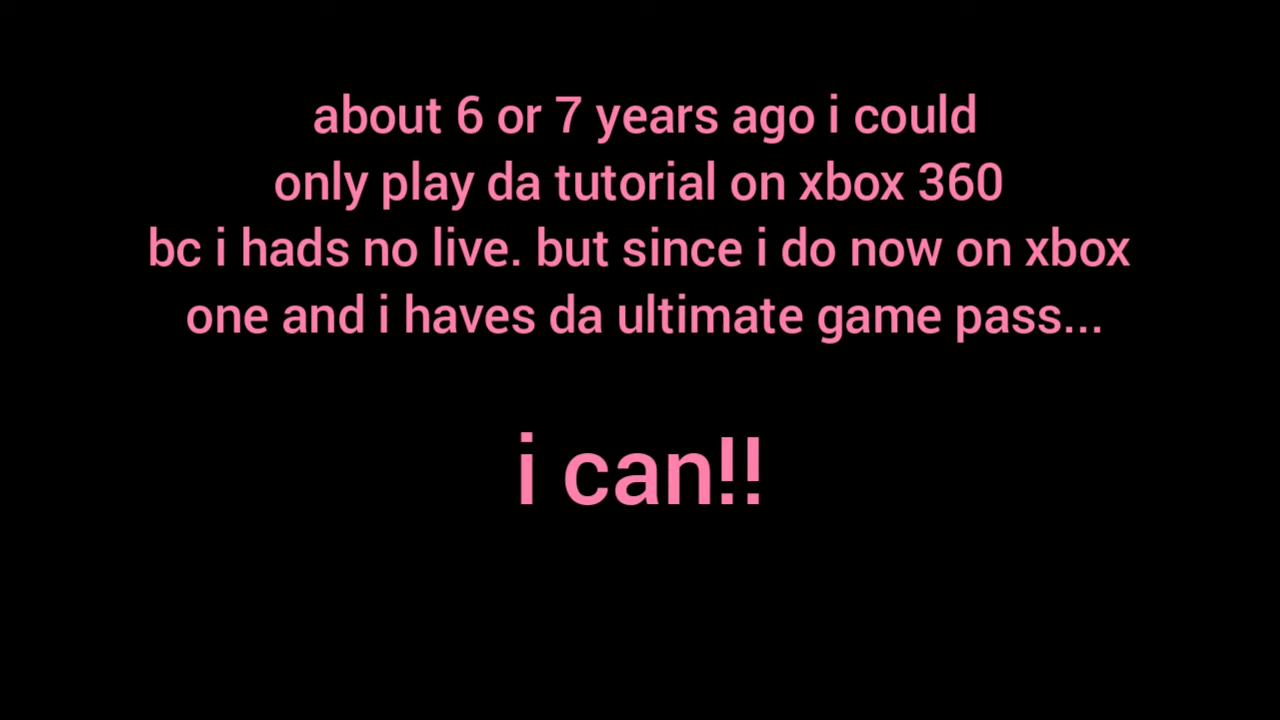 about 6 or 7 years ago i could
only play da tutorial on xbox 360
bc i hads no live. but since i do now on xbox
one and i haves da ultimate game pass...
i can!!